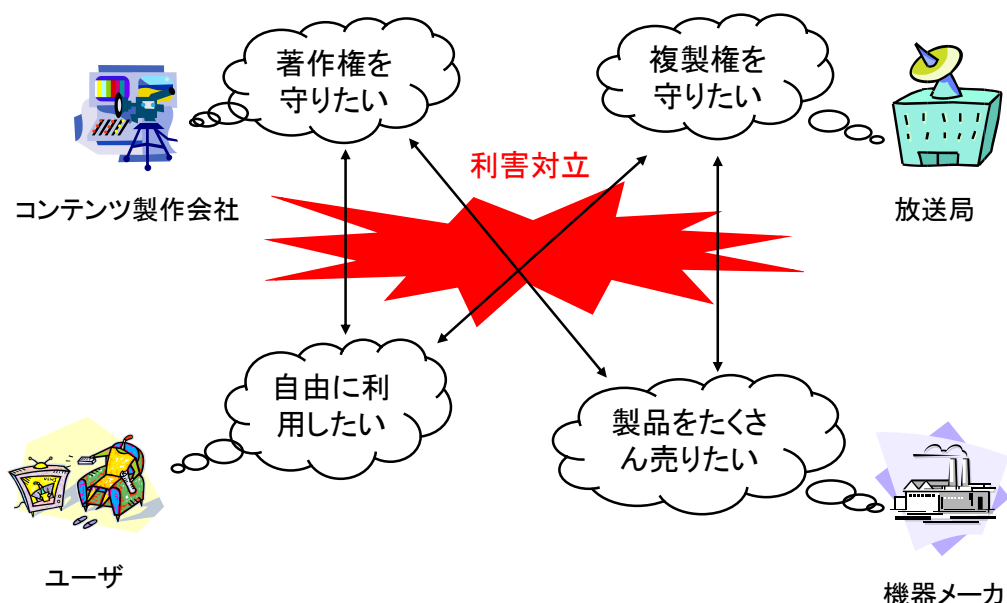 著作権を
守りたい
複製権を
守りたい
利害対立
コンテンツ製作会社
放送局
自由に利
用したい
製品をたくさ
ん売りたい
ユーザ
機器メーカ